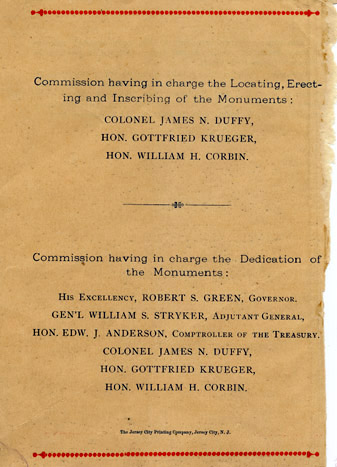 Commission having in charge the Locating, Erect-
ing and Inscribing of the Monuments:
COLONEL JAMES N. DUFFY,
HON. GOTTFRIED KRUEGER,
HON. WILLIAM H. CORBIN.
Commission having in charge the Dedication of
the Monuments:
HIS EXCELLENCY, ROBERT S. GREEN, GOVERNOR.
GEN'L WILLIAM S. STRYKER, ADJUTANT GENERAL,
HON. EDW. J. ANDERSON, COMPTROLLER OF THE TREASURY.
COLONEL JAMES N. DUFFY,
HON. GOTTFRIED KRUEGER,
HON. WILLIAM H. CORBIN.
The Jersey City Printing Company, Jersey City, N. J.